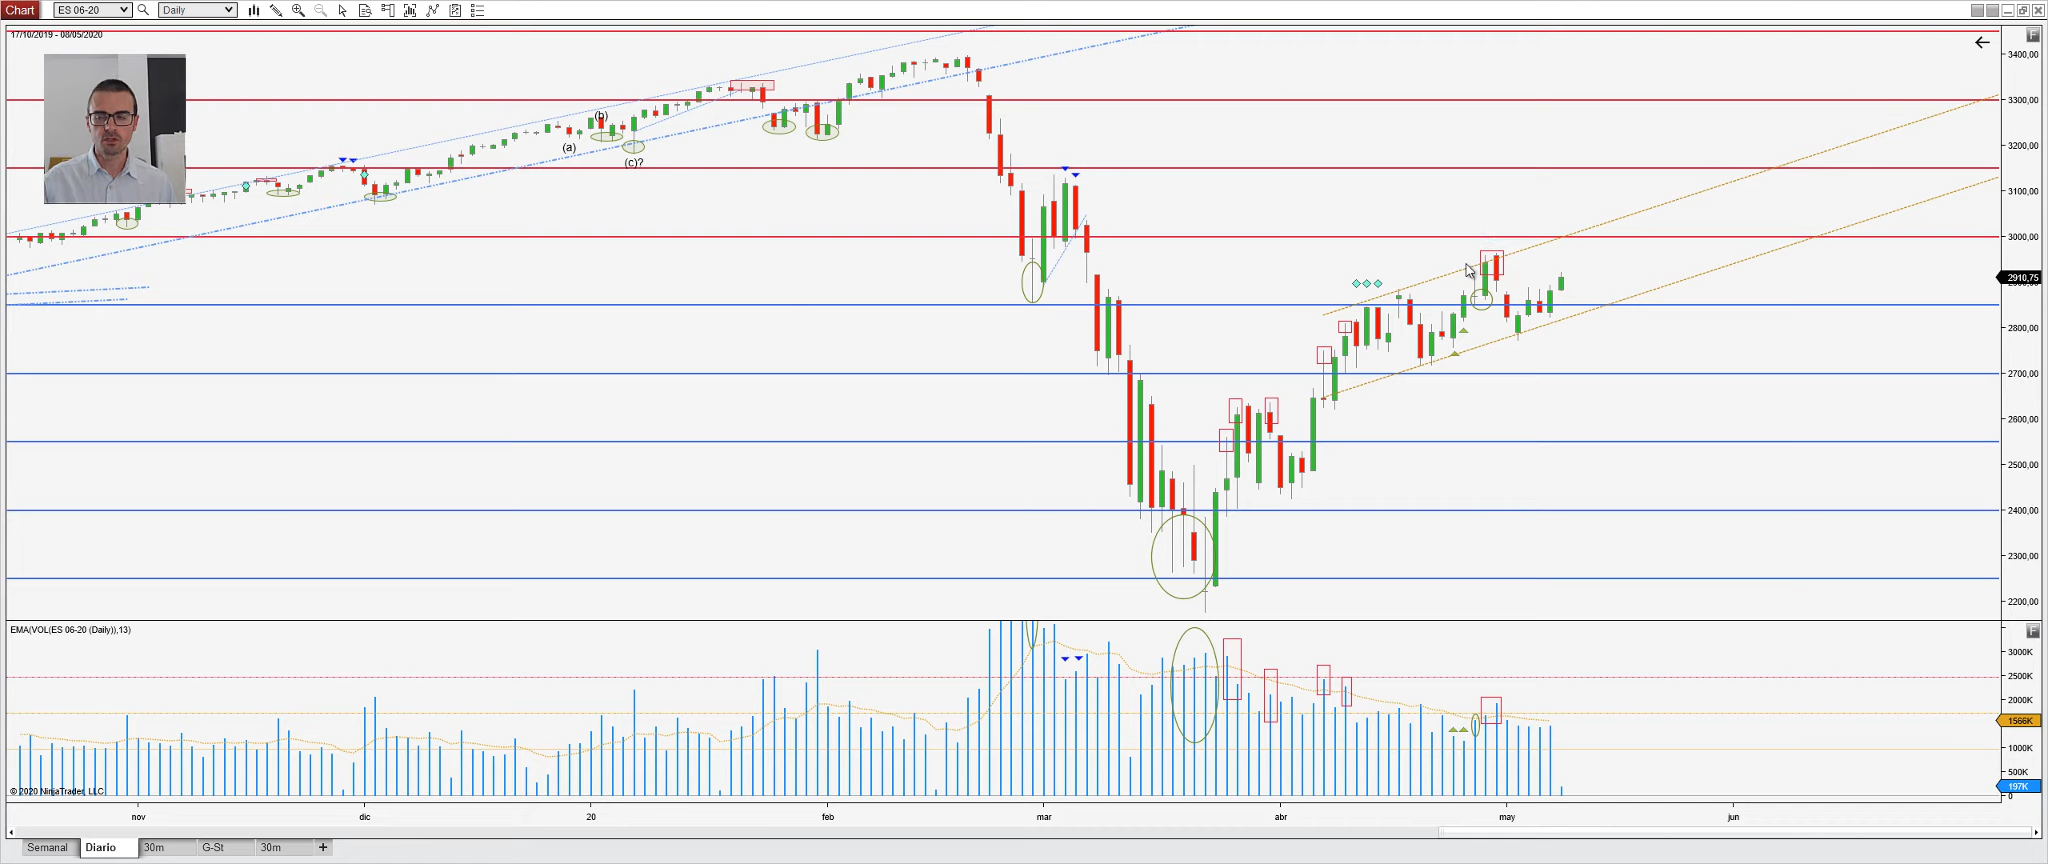 Chart
ES 06-20
Daily
17/10/2019 - 08/05/2020
F
3400,00
3300,00
3200,00
3100,00
3000,00
2910,75
2800,00
2700,00
2600,00
2500,00
2400,00
2300,00
2200,00
(b)
(a)
(c)?
EMA(VOL(ES 06-20 (Daily)),13)
F
3000K
2500K
2000K
1566K
1000K
500K
197K
0
© 2020 NinjaTrader, LLC
nov
dic
20
feb
mar
abr
may
jun
Semanal
Diario
30m
G-St
30m
+